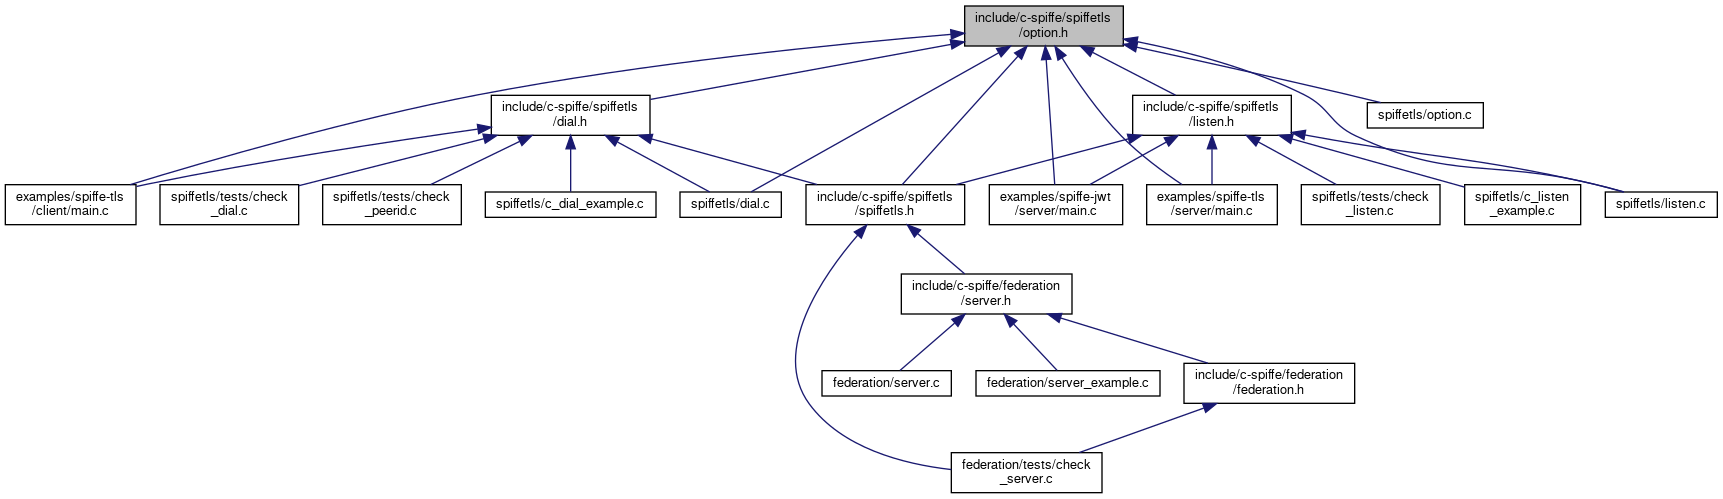 include/c-spiffe/spiffetls
/option.h
include/c-spiffe/spiffetls
/dial.h
include/c-spiffe/spiffetls
/listen.h
spiffetls/option.c
examples/spiffe-tls
/client/main.c
spiffetls/tests/check
_dial.c
spiffetls/tests/check
_peerid.c
spiffetls/c_dial_example.c
spiffetls/dial.c
include/c-spiffe/spiffetls
/spiffetls.h
examples/spiffe-jwt
/server/main.c
examples/spiffe-tls
/server/main.c
spiffetls/tests/check
_listen.c
spiffetls/c_listen
_example.c
spiffetls/listen.c
include/c-spiffe/federation
/server.h
federation/server.c
federation/server_example.c
include/c-spiffe/federation
/federation.h
federation/tests/check
_server.c